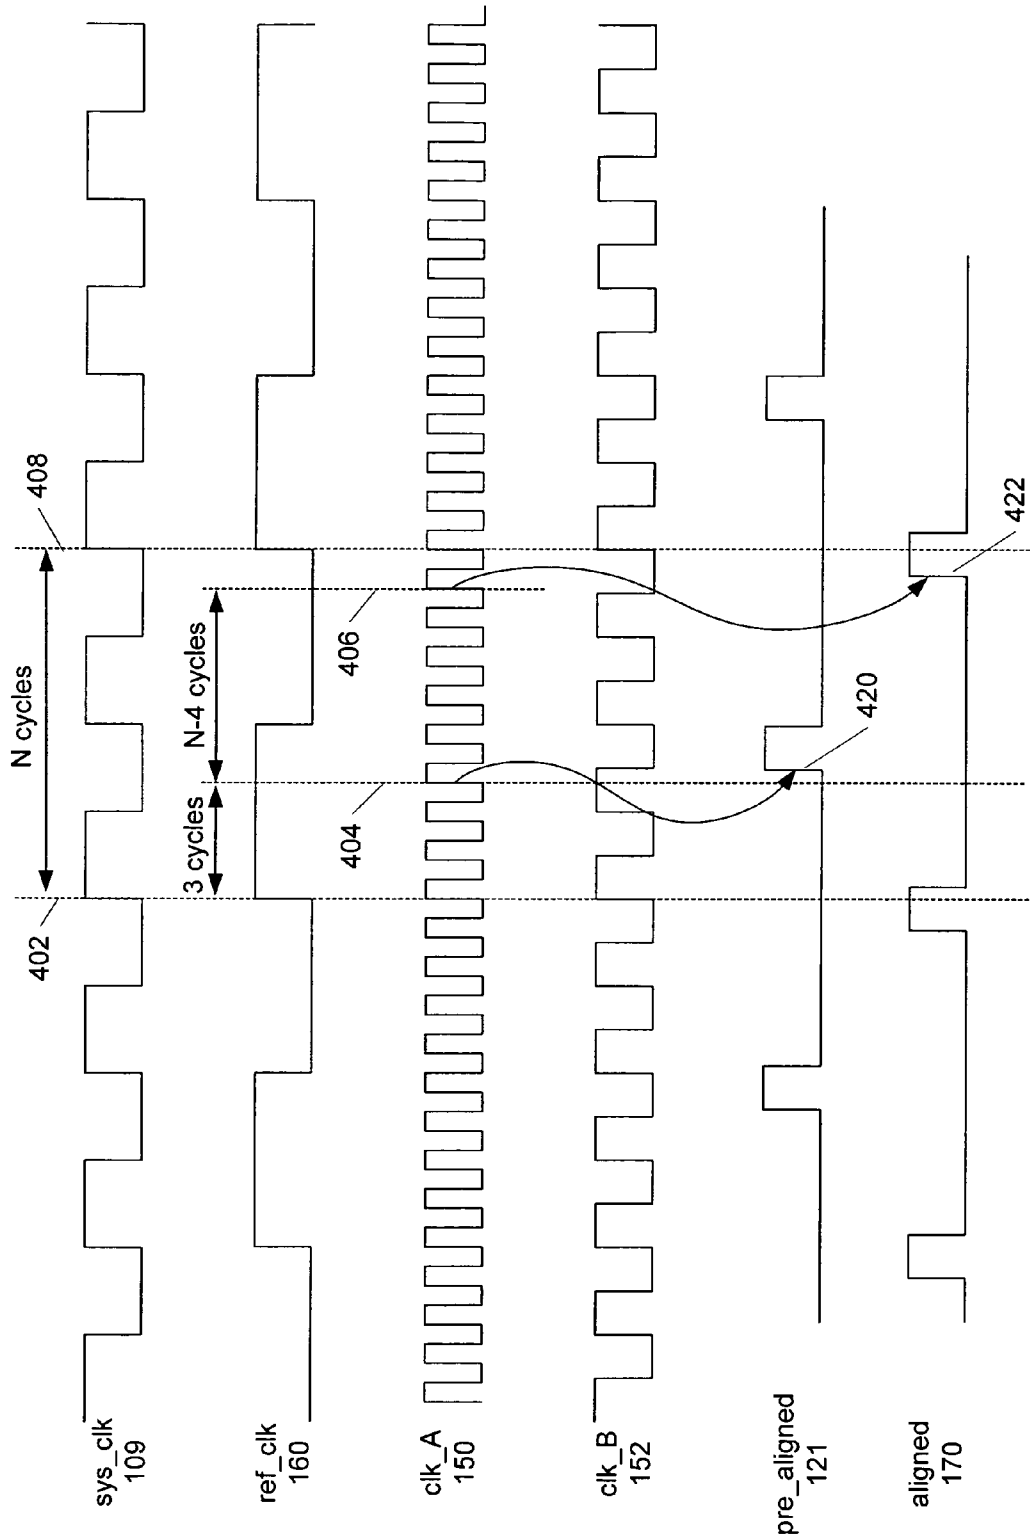 sys_clk
109
ref_clk
160
clk_A
150
clk_B
152
pre_aligned
121
aligned
170
402
N cycles
408
3 cycles
N-4 cycles
404
406
420
422